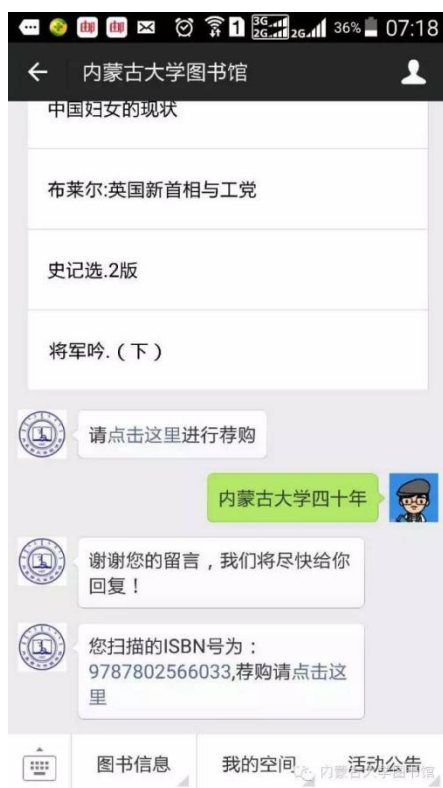 1 3G 2G 2G 36% 07:18
内蒙古大学图书馆
中国妇女的现状
布莱尔:英国新首相与工党
史记选.2版
将军吟.（下）
请点击这里进行荐购
内蒙古大学四十年
谢谢您的留言，我们将尽快给你
回复！
您扫描的ISBN号为：
9787802566033,荐购请点击这
里
图书信息 我的空间 活动公告
内蒙古大学图书馆